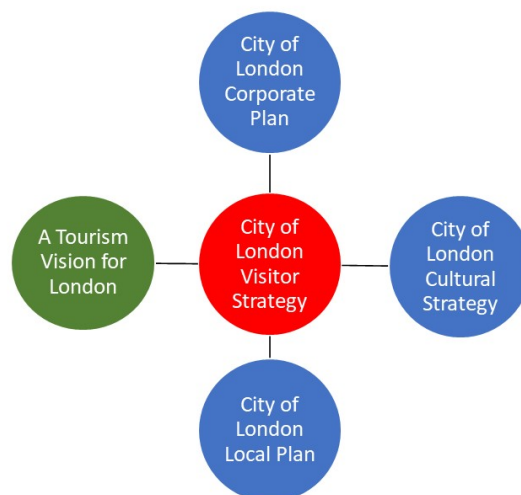 City of
London
Corporate
Plan
A Tourism
Vision for
London
City of
London
Visitor
Strategy
City of
London
Cultural
Strategy
City of
London
Local Plan